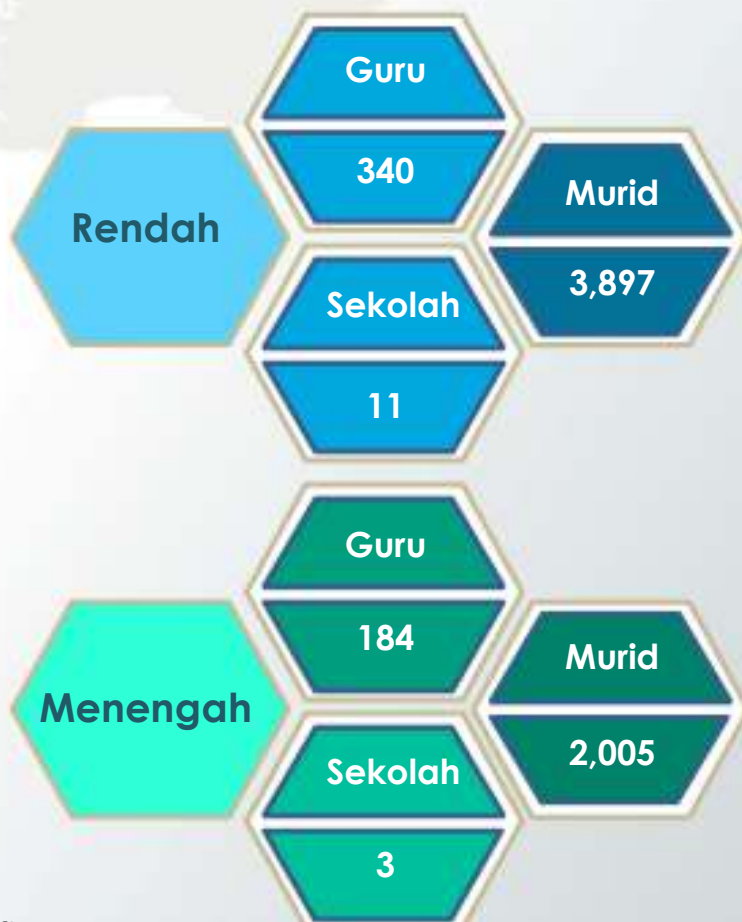 Rendah
Guru
340
Sekolah
11
Murid
3,897
Menengah
Guru
184
Sekolah
3
Murid
2,005